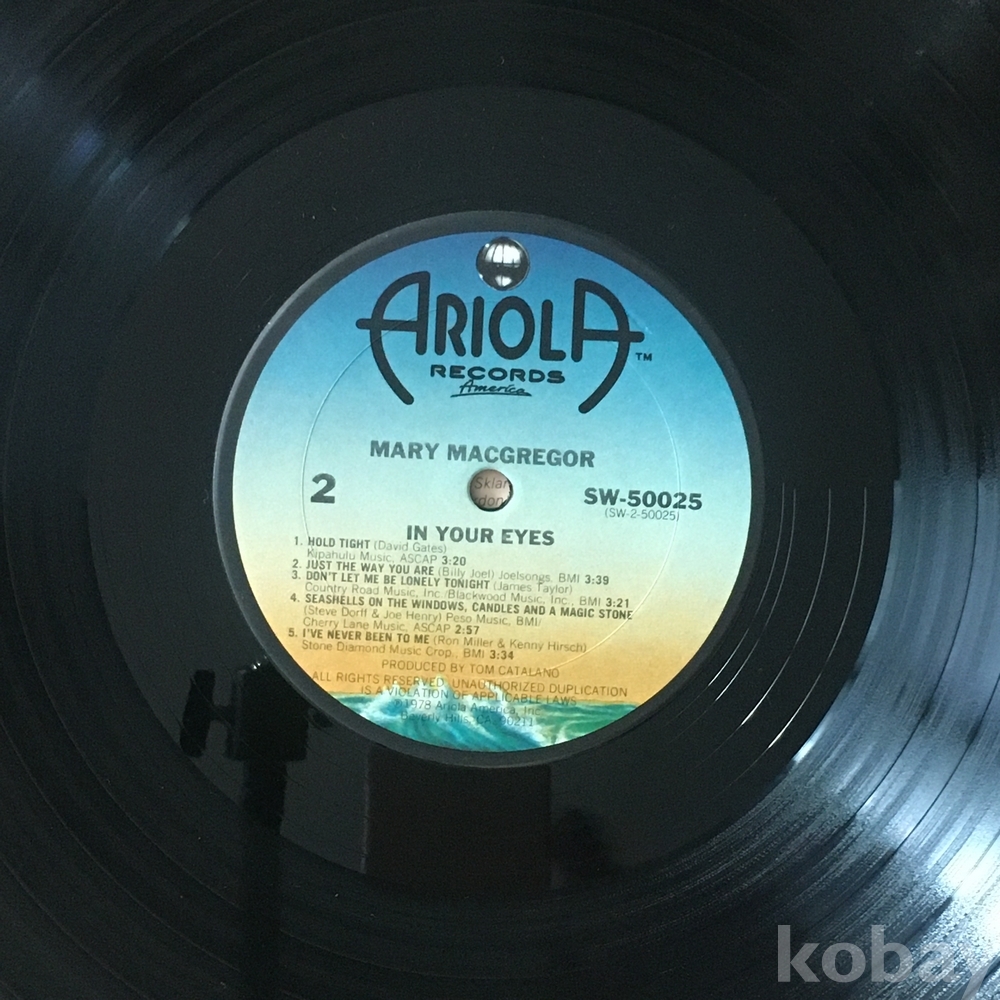 ARIOLA™
RECORDS
America
MARY MACGREGOR
2
SW-50025
(SW-2-50025)
IN YOUR EYES
1. HOLD TIGHT (David Gates)
Kipahulu Music, ASCAP 3:20
2. JUST THE WAY YOU ARE (Billy Joel) Joelsongs, BMI 3:39
3. DON'T LET ME BE LONELY TONIGHT (James Taylor)
Country Road Music, Inc./Blackwood Music, Inc., BMI 3:21
4. SEASHELLS ON THE WINDOWS, CANDLES AND A MAGIC STONE
(Steve Dorff & Joe Henry) Peso Music, BMI/
Cherry Lane Music, ASCAP 2:57
5. I'VE NEVER BEEN TO ME (Ron Miller & Kenny Hirsch)
Stone Diamond Music Crop., BMI 3:34
PRODUCED BY TOM CATALANO
ALL RIGHTS RESERVED. UNAUTHORIZED DUPLICATION
IS A VIOLATION OF APPLICABLE LAWS
1978 Ariola America, Inc.
Beverly Hills, CA 90211
kobay